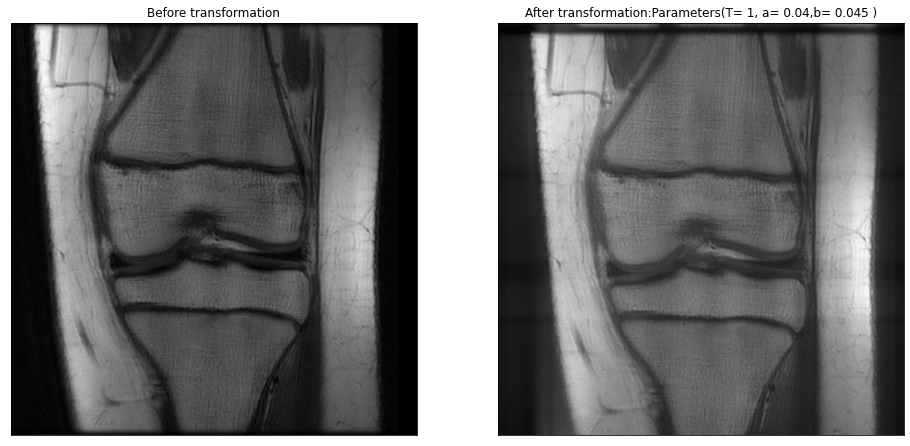 Before transformation
After transformation:Parameters(T= 1, a= 0.04,b= 0.045 )